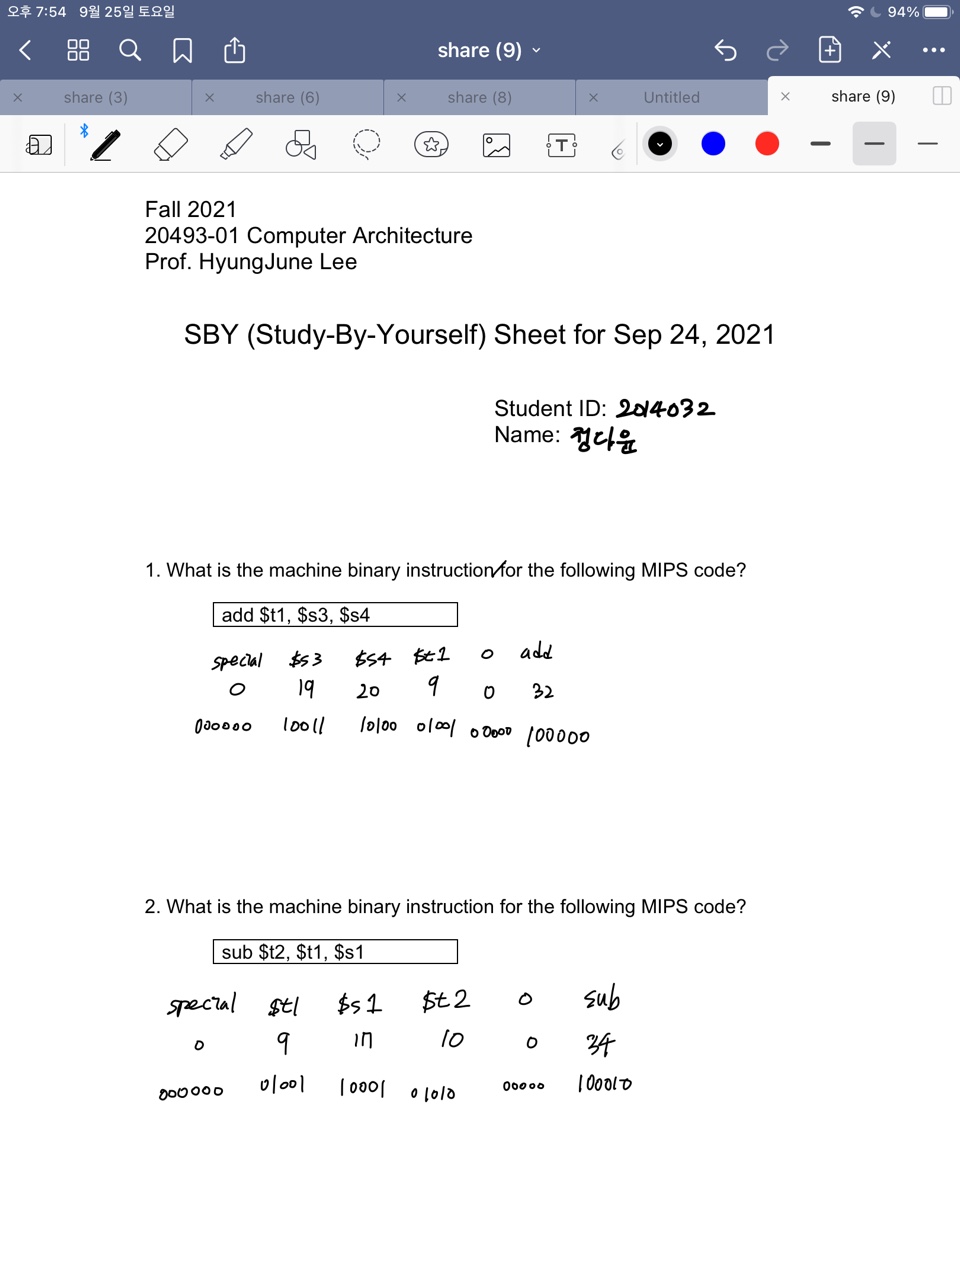 오후 7:54 9월 25일 토요일 94%
share (9)
share (3) share (6) share (8) Untitled share (9)
Fall 2021
20493-01 Computer Architecture
Prof. HyungJune Lee
SBY (Study-By-Yourself) Sheet for Sep 24, 2021
Student ID: 2014032
Name: 정다윤
1. What is the machine binary instruction for the following MIPS code?
add $t1, $s3, $s4
special $s3 $s4 $t1 0 add
0 19 20 9 0 32
000000 10011 10100 01001 00000 100000
2. What is the machine binary instruction for the following MIPS code?
sub $t2, $t1, $s1
special $t1 $s1 $t2 0 sub
0 9 17 10 0 34
000000 01001 10001 01010 00000 100010